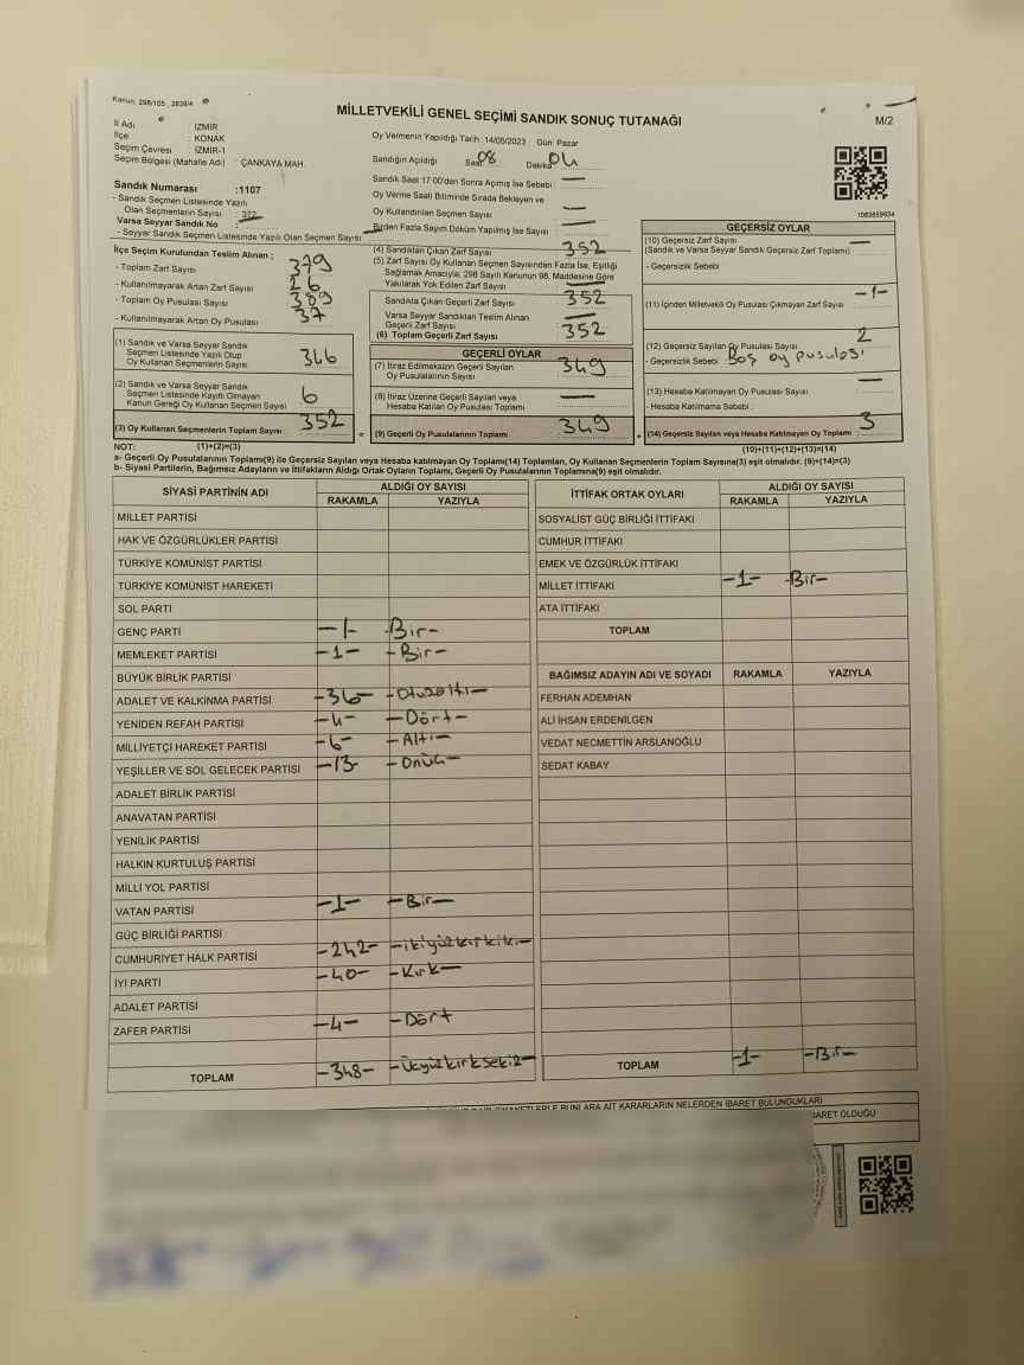 Kanun: 298/105 , 2839/4
MİLLETVEKİLİ GENEL SEÇİMİ SANDIK SONUÇ TUTANAĞI
M/2
İl Adı : İZMİR
İlçe : KONAK
Seçim Çevresi : İZMİR-1
Seçim Bölgesi (Mahalle Adı) : ÇANKAYA MAH.
Sandık Numarası :1107
- Sandık Seçmen Listesinde Yazılı
Olan Seçmenlerin Sayısı : 372
Varsa Seyyar Sandık No :
- Seyyar Sandık Seçmen Listesinde Yazılı Olan Seçmen Sayısı
Oy Vermenin Yapıldığı Tarih :14/05/2023 Gün: Pazar
Sandığın Açıldığı Saat 08 Dakika 04
Sandık Saat 17:00'den Sonra Açılmış İse Sebebi : —
Oy Verme Saati Bitiminde Sırada Bekleyen ve
Oy Kullandırılan Seçmen Sayısı —
Birden Fazla Sayım Döküm Yapılmış İse Sayısı —
1083859934
İlçe Seçim Kurulundan Teslim Alınan ;
- Toplam Zarf Sayısı 379
- Kullanılmayarak Artan Zarf Sayısı 26
- Toplam Oy Pusulası Sayısı 389
- Kullanılmayarak Artan Oy Pusulası 37
(1) Sandık ve Varsa Seyyar Sandık
Seçmen Listesinde Yazılı Olup
Oy Kullanan Seçmenlerin Sayısı 346
(2) Sandık ve Varsa Seyyar Sandık
Seçmen Listesinde Kayıtlı Olmayan
Kanun Gereği Oy Kullanan Seçmen Sayısı 6
(3) Oy Kullanan Seçmenlerin Toplam Sayısı 352
(4) Sandıktan Çıkan Zarf Sayısı 352
(5) Zarf Sayısı Oy Kullanan Seçmen Sayısından Fazla İse, Eşitliği
Sağlamak Amacıyla; 298 Sayılı Kanunun 98. Maddesine Göre
Yakılarak Yok Edilen Zarf Sayısı —
Sandıkta Çıkan Geçerli Zarf Sayısı 352
Varsa Seyyar Sandıktan Teslim Alınan
Geçerli Zarf Sayısı —
(6) Toplam Geçerli Zarf Sayısı 352
GEÇERLİ OYLAR
(7) İtiraz Edilmeksizin Geçerli Sayılan
Oy Pusulalarının Sayısı 349
(8) İtiraz Üzerine Geçerli Sayılan veya
Hesaba Katılan Oy Pusulası Toplamı —
= (9) Geçerli Oy Pusulalarının Toplamı 349
GEÇERSİZ OYLAR
(10) Geçersiz Zarf Sayısı —
(Sandık ve Varsa Seyyar Sandık Geçersiz Zarf Toplamı)
- Geçersizlik Sebebi
(11) İçinden Milletvekili Oy Pusulası Çıkmayan Zarf Sayısı -1-
(12) Geçersiz Sayılan Oy Pusulası Sayısı 2
- Geçersizlik Sebebi Boş oy pusulası
(13) Hesaba Katılmayan Oy Pusulası Sayısı —
- Hesaba Katılmama Sebebi
+ (14) Geçersiz Sayılan veya Hesaba Katılmayan Oy Toplamı 3
NOT: (1)+(2)=(3) (10)+(11)+(12)+(13)=(14)
a- Geçerli Oy Pusulalarının Toplamı(9) ile Geçersiz Sayılan veya Hesaba katılmayan Oy Toplamı(14) Toplamları, Oy Kullanan Seçmenlerin Toplam Sayısına(3) eşit olmalıdır. (9)+(14)=(3)
b- Siyasi Partilerin, Bağımsız Adayların ve İttifakların Aldığı Ortak Oyların Toplamı, Geçerli Oy Pusulalarının Toplamına(9) eşit olmalıdır.
SİYASİ PARTİNİN ADI ALDIĞI OY SAYISI
RAKAMLA YAZIYLA
MİLLET PARTİSİ
HAK VE ÖZGÜRLÜKLER PARTİSİ
TÜRKİYE KOMÜNİST PARTİSİ
TÜRKİYE KOMÜNİST HAREKETİ
SOL PARTİ
GENÇ PARTİ -1- -Bir-
MEMLEKET PARTİSİ -1- -Bir-
BÜYÜK BİRLİK PARTİSİ
ADALET VE KALKINMA PARTİSİ -36- -Otuzaltı-
YENİDEN REFAH PARTİSİ -4- -Dört-
MİLLİYETÇİ HAREKET PARTİSİ -6- -Altı-
YEŞİLLER VE SOL GELECEK PARTİSİ -13- -Onüç-
ADALET BİRLİK PARTİSİ
ANAVATAN PARTİSİ
YENİLİK PARTİSİ
HALKIN KURTULUŞ PARTİSİ
MİLLİ YOL PARTİSİ
VATAN PARTİSİ -1- -Bir-
GÜÇ BİRLİĞİ PARTİSİ
CUMHURİYET HALK PARTİSİ -242- -ikiyüzkırkiki-
İYİ PARTİ -40- -Kırk-
ADALET PARTİSİ
ZAFER PARTİSİ -4- -Dört
TOPLAM -348- -Üçyüzkırksekiz-
İTTİFAK ORTAK OYLARI ALDIĞI OY SAYISI
RAKAMLA YAZIYLA
SOSYALİST GÜÇ BİRLİĞİ İTTİFAKI
CUMHUR İTTİFAKI
EMEK VE ÖZGÜRLÜK İTTİFAKI
MİLLET İTTİFAKI -1- -Bir-
ATA İTTİFAKI
TOPLAM
BAĞIMSIZ ADAYIN ADI VE SOYADI RAKAMLA YAZIYLA
FERHAN ADEMHAN
ALİ İHSAN ERDENİLGEN
VEDAT NECMETTİN ARSLANOĞLU
SEDAT KABAY
TOPLAM -1- -Bir-
BUNLARA AİT KARARLARIN NELERDEN İBARET BULUNDUKLARI
İBARET OLDUĞU